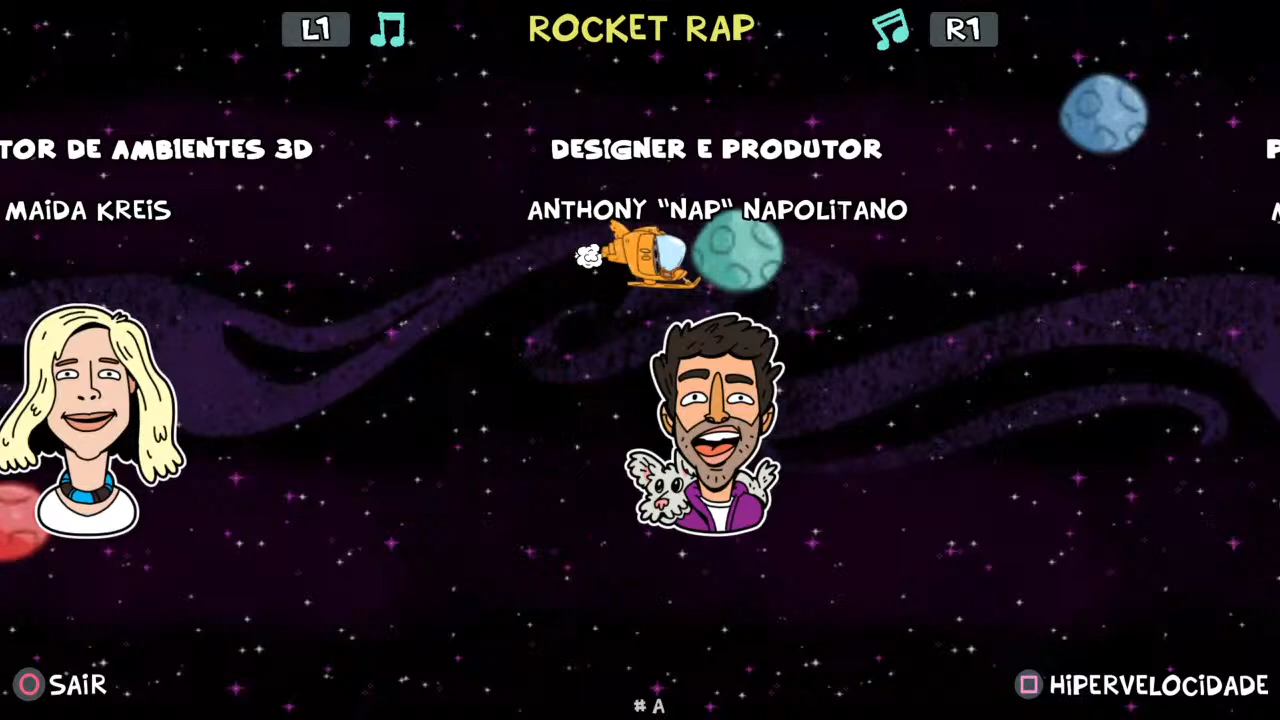 L1
ROCKET RAP
R1
TOR DE AMBIENTES 3D
DESIGNER E PRODUTOR
P
MAIDA KREIS
ANTHONY "NAP" NAPOLITANO
SAIR
HIPERVELOCIDADE
# A